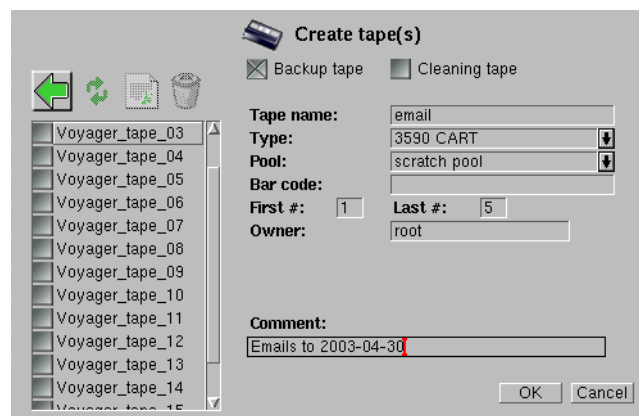 Create tape(s)
Backup tape Cleaning tape
Tape name: email
Type: 3590 CART
Pool: scratch pool
Bar code:
First #: 1 Last #: 5
Owner: root
Comment:
Emails to 2003-04-30
OK Cancel
Voyager_tape_03
Voyager_tape_04
Voyager_tape_05
Voyager_tape_06
Voyager_tape_07
Voyager_tape_08
Voyager_tape_09
Voyager_tape_10
Voyager_tape_11
Voyager_tape_12
Voyager_tape_13
Voyager_tape_14
Voyager_tape_15